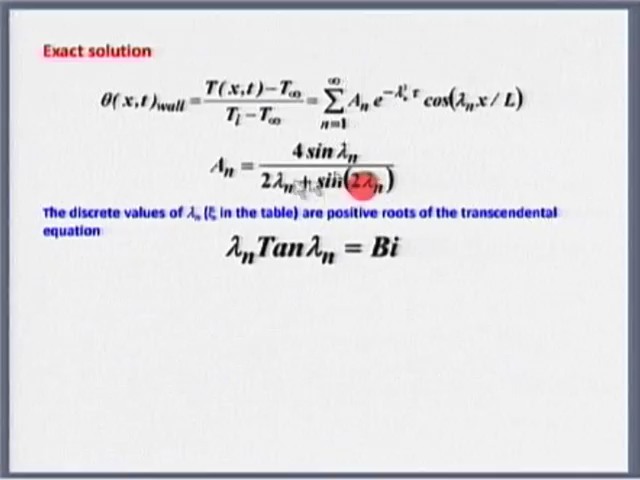 Exact solution
θ(x,t)wall = T(x,t) − T∞ / Ti − T∞ = ∞ Σ n=1 An e^−λn² τ cos(λn x / L)
An = 4 sin λn / 2λn + sin(2λn)
The discrete values of λn (ξ in the table) are positive roots of the transcendental
equation
λn Tan λn = Bi